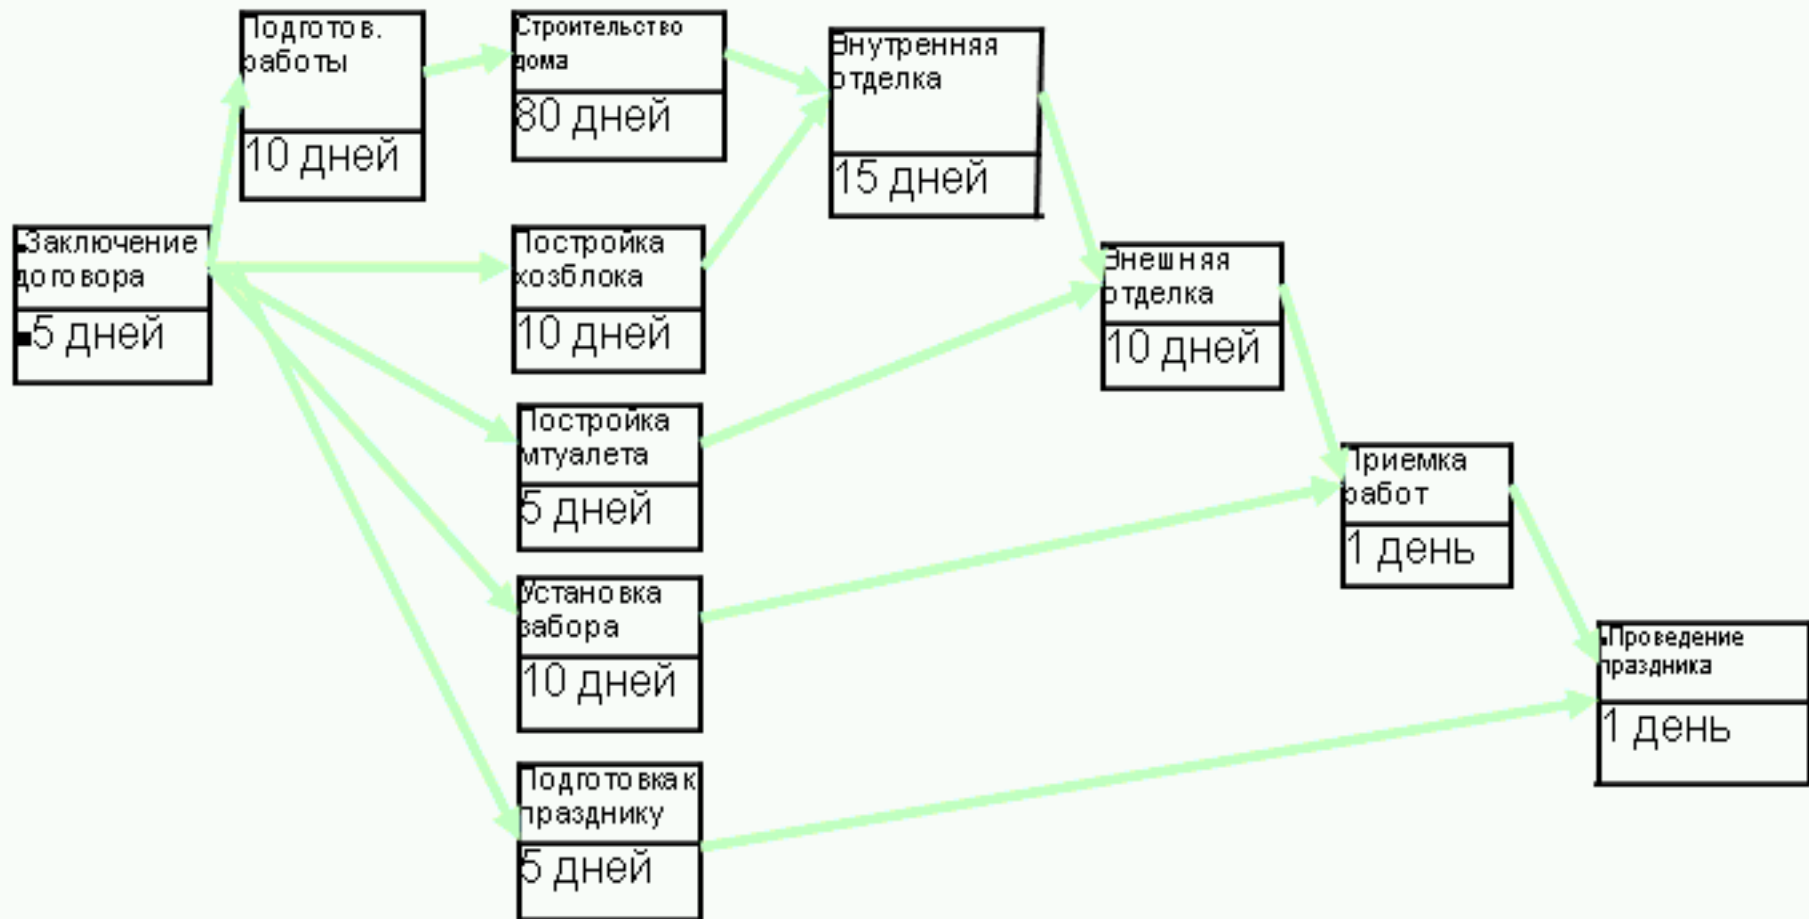 Подготов.
работы
10 дней
Строительство
дома
80 дней
Внутренняя
отделка
15 дней
Заключение
договора
5 дней
Постройка
хозблока
10 дней
Внешняя
отделка
10 дней
Постройка
мтуалета
5 дней
Приемка
работ
1 день
Установка
забора
10 дней
Проведение
праздника
1 день
Подготовка к
празднику
5 дней